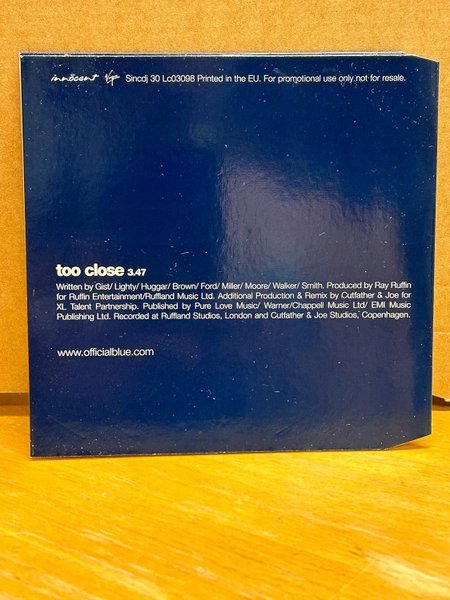 innocent Virgin Sincdj 30 Lc03098 Printed in the EU. For promotional use only.not for resale.
too close 3.47
Written by Gist/ Lighty/ Huggar/ Brown/ Ford/ Miller/ Moore/ Walker/ Smith. Produced by Ray Ruffin
for Ruffin Entertainment/Ruffland Music Ltd. Additional Production & Remix by Cutfather & Joe for
XL Talent Partnership. Published by Pure Love Music/ Warner/Chappell Music Ltd/ EMI Music
Publishing Ltd. Recorded at Ruffland Studios, London and Cutfather & Joe Studios, Copenhagen.
www.officialblue.com